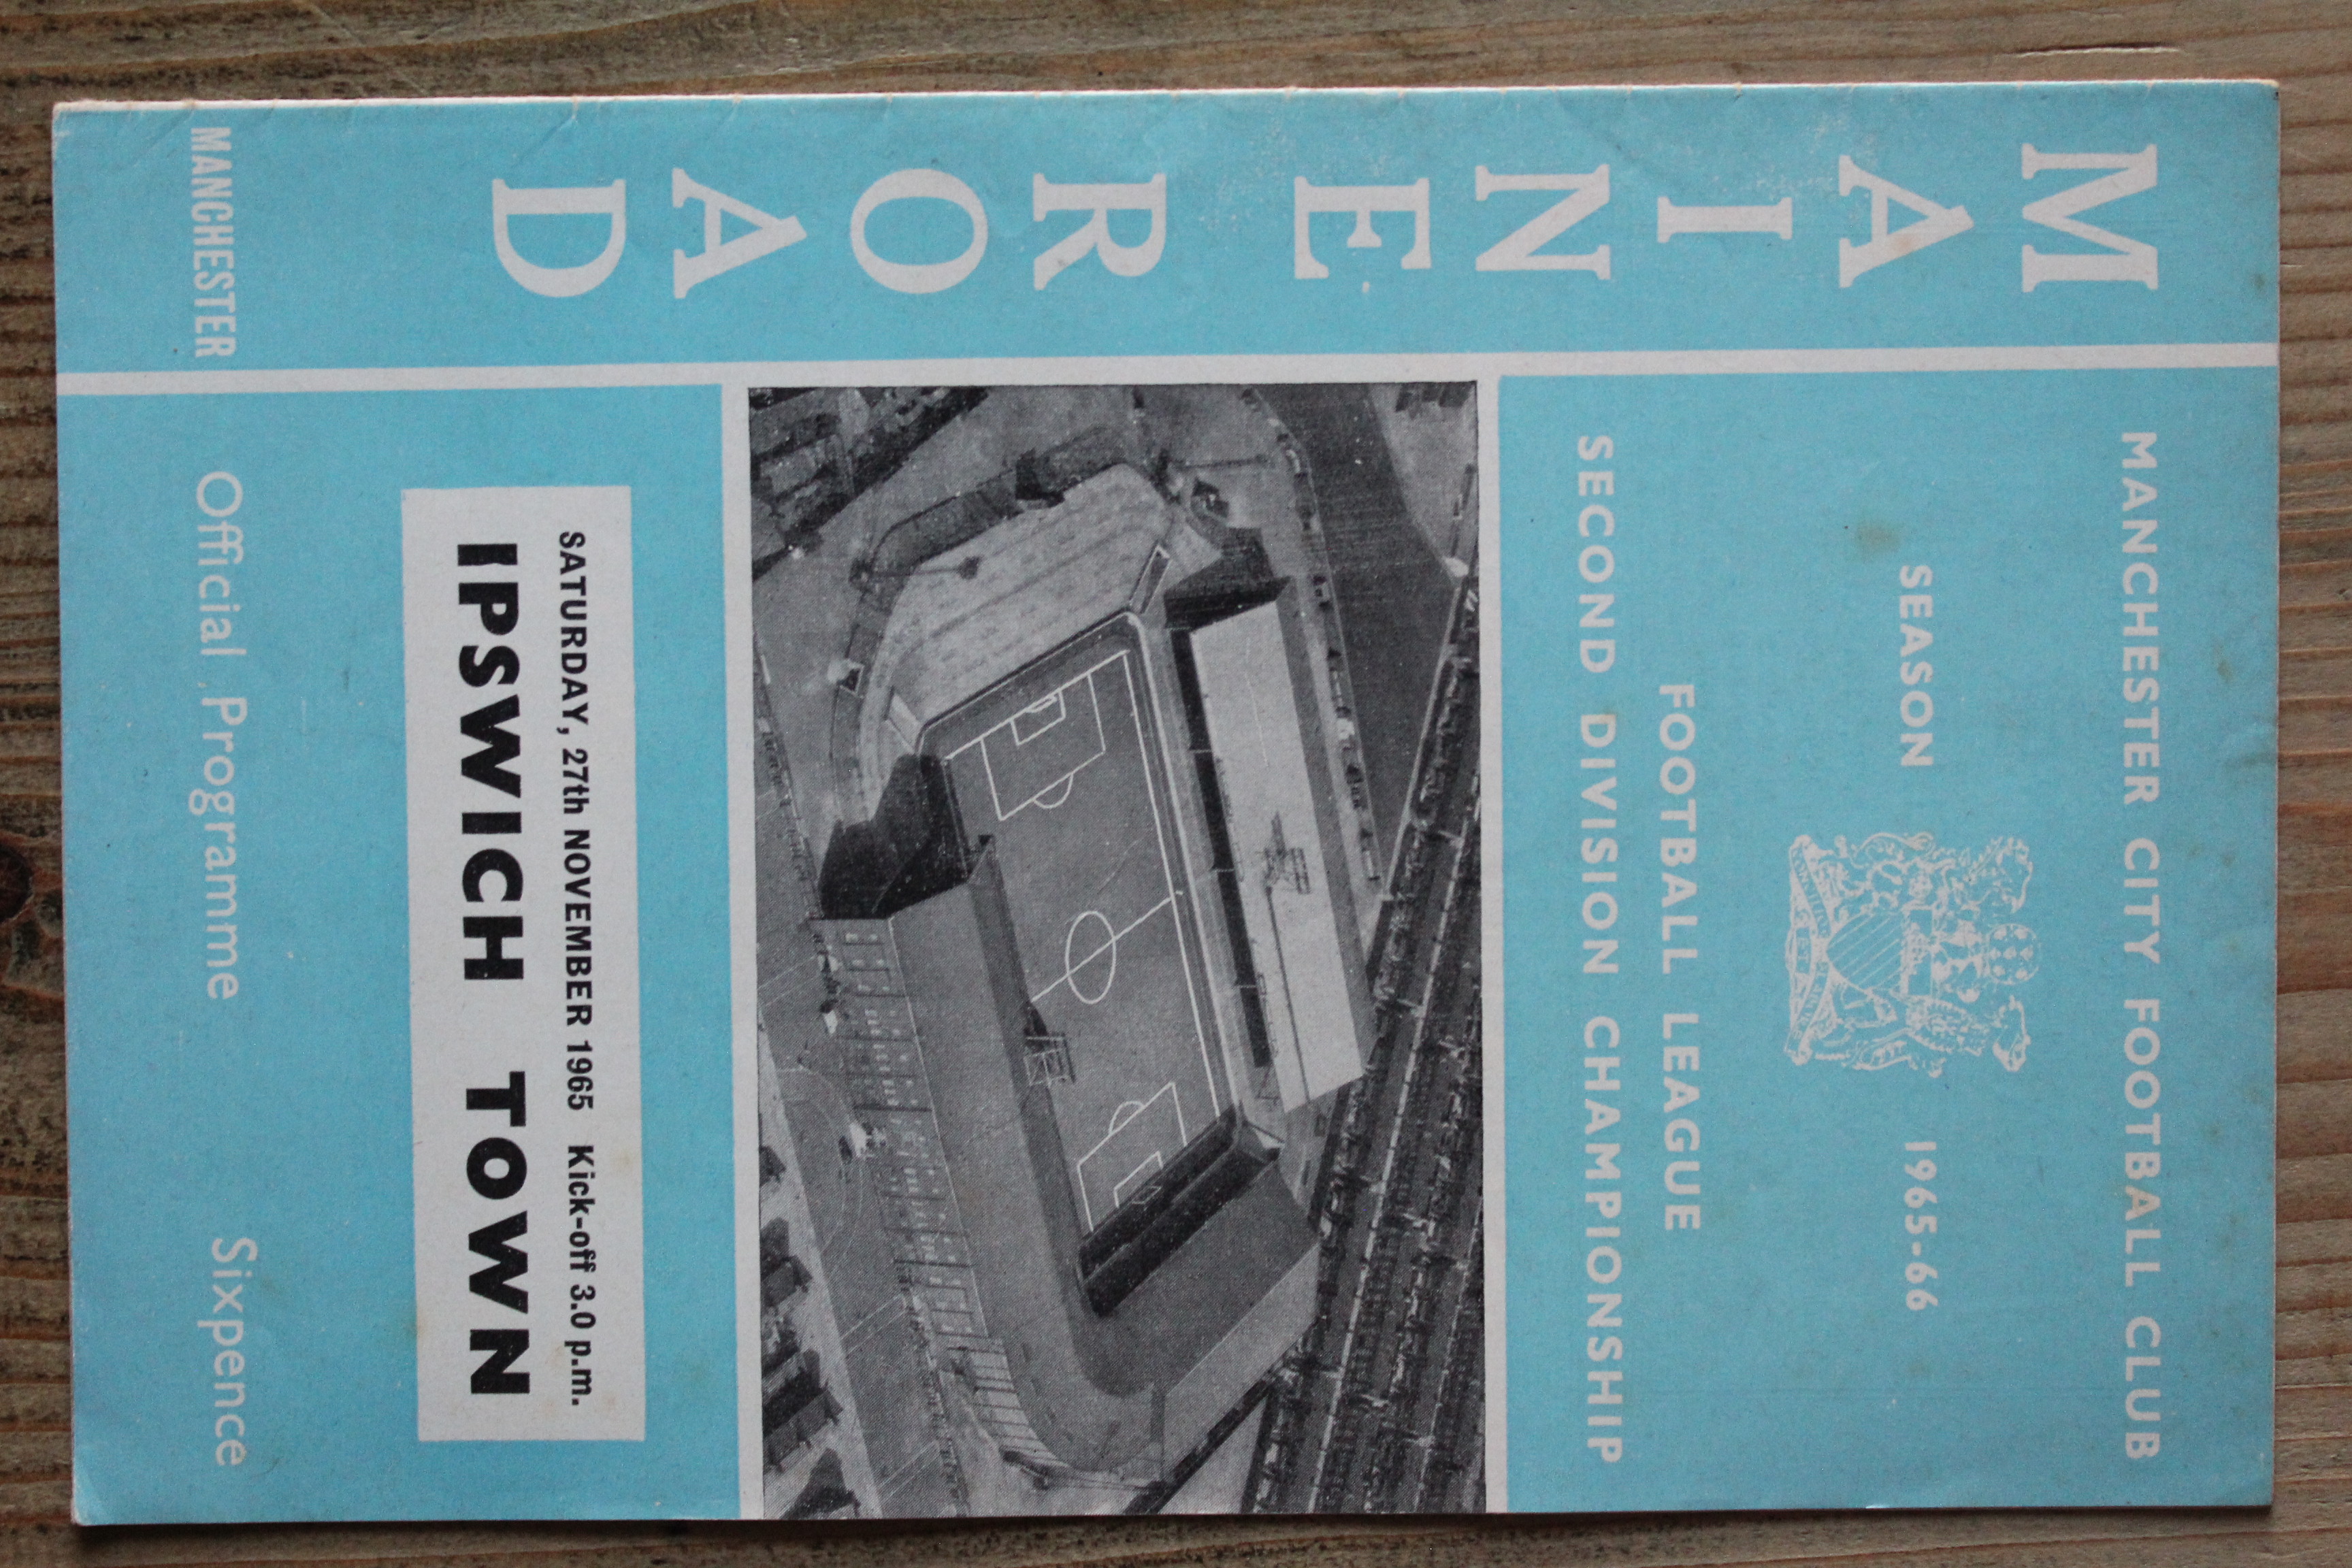 MANCHESTER CITY FOOTBALL CLUB
SEASON 1965-66
FOOTBALL LEAGUE
SECOND DIVISION CHAMPIONSHIP
MAINE ROAD
MANCHESTER
SATURDAY, 27th NOVEMBER 1965 Kick-off 3.0 p.m.
IPSWICH TOWN
Official Programme Sixpence